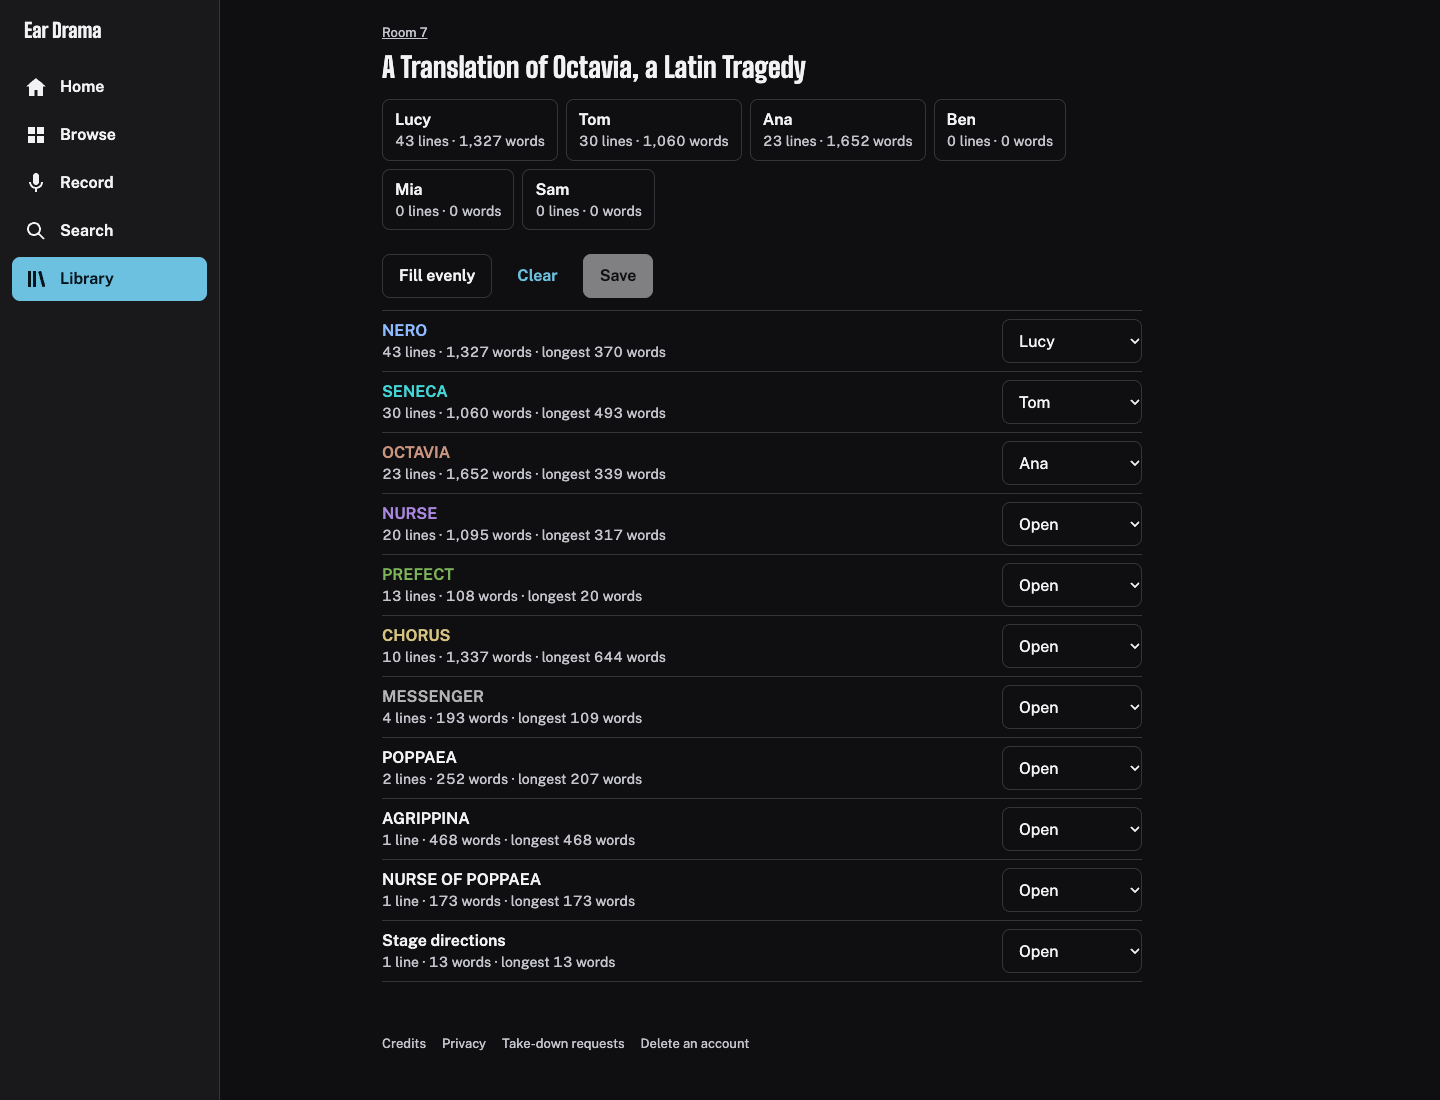 Ear Drama
Home
Browse
Record
Search
Library
Room 7
A Translation of Octavia, a Latin Tragedy
Lucy
43 lines · 1,327 words
Tom
30 lines · 1,060 words
Ana
23 lines · 1,652 words
Ben
0 lines · 0 words
Mia
0 lines · 0 words
Sam
0 lines · 0 words
Fill evenly
Clear
Save
NERO
43 lines · 1,327 words · longest 370 words
Lucy
SENECA
30 lines · 1,060 words · longest 493 words
Tom
OCTAVIA
23 lines · 1,652 words · longest 339 words
Ana
NURSE
20 lines · 1,095 words · longest 317 words
Open
PREFECT
13 lines · 108 words · longest 20 words
Open
CHORUS
10 lines · 1,337 words · longest 644 words
Open
MESSENGER
4 lines · 193 words · longest 109 words
Open
POPPAEA
2 lines · 252 words · longest 207 words
Open
AGRIPPINA
1 line · 468 words · longest 468 words
Open
NURSE OF POPPAEA
1 line · 173 words · longest 173 words
Open
Stage directions
1 line · 13 words · longest 13 words
Open
Credits
Privacy
Take-down requests
Delete an account